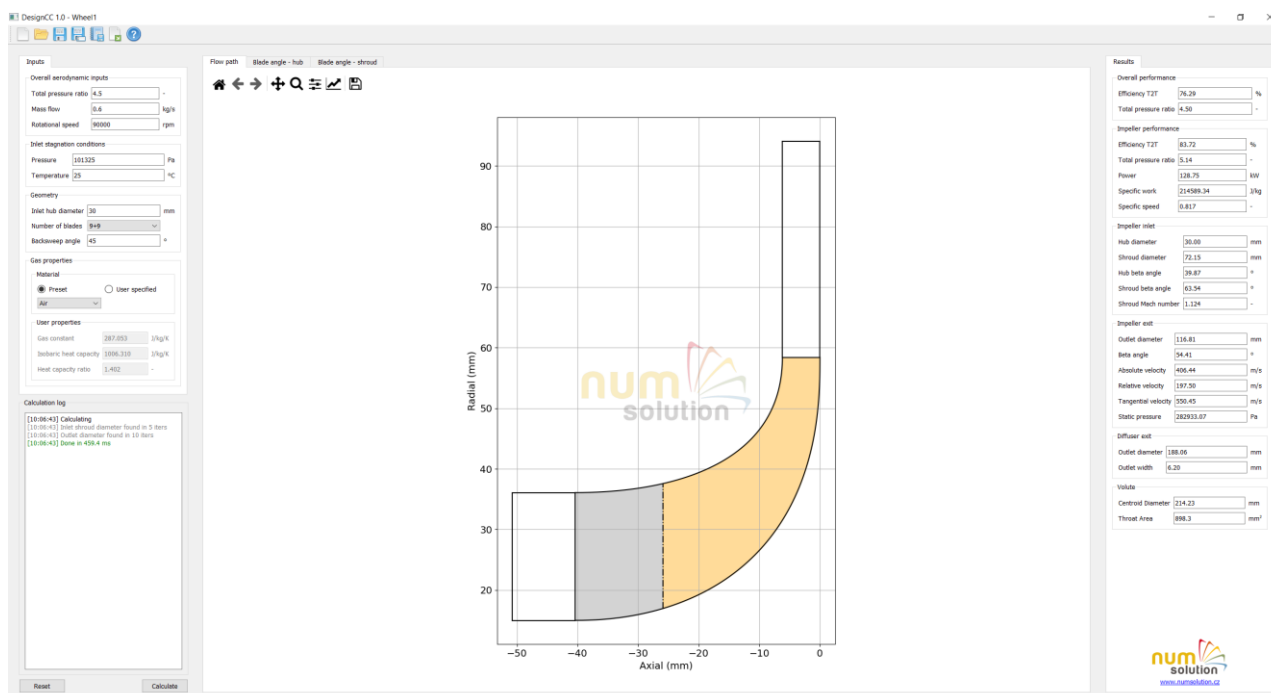 DesignCC 1.0 - Wheel1
Inputs
Overall aerodynamic inputs
Total pressure ratio 4.5 -
Mass flow 0.6 kg/s
Rotational speed 90000 rpm
Inlet stagnation conditions
Pressure 101325 Pa
Temperature 25 °C
Geometry
Inlet hub diameter 30 mm
Number of blades 9+9
Backsweep angle 45 °
Gas properties
Material
Preset User specified
Air
User properties
Gas constant 287.053 J/kg/K
Isobaric heat capacity 1006.310 J/kg/K
Heat capacity ratio 1.402 -
Calculation log
[10:06:43] Calculating
[10:06:43] Inlet shroud diameter found in 5 iters
[10:06:43] Outlet diameter found in 10 iters
[10:06:43] Done in 459.4 ms
Reset Calculate
Flow path Blade angle - hub Blade angle - shroud
Radial (mm)
90
80
70
60
50
40
30
20
−50 −40 −30 −20 −10 0
Axial (mm)
num
solution
Results
Overall performance
Efficiency T2T 76.29 %
Total pressure ratio 4.50 -
Impeller performance
Efficiency T2T 83.72 %
Total pressure ratio 5.14 -
Power 128.75 kW
Specific work 214589.34 J/kg
Specific speed 0.817 -
Impeller inlet
Hub diameter 30.00 mm
Shroud diameter 72.15 mm
Hub beta angle 39.87 °
Shroud beta angle 63.54 °
Shroud Mach number 1.124 -
Impeller exit
Outlet diameter 116.81 mm
Beta angle 54.41 °
Absolute velocity 406.44 m/s
Relative velocity 197.50 m/s
Tangential velocity 550.45 m/s
Static pressure 282933.07 Pa
Diffuser exit
Outlet diameter 188.06 mm
Outlet width 6.20 mm
Volute
Centroid Diameter 214.23 mm
Throat Area 898.3 mm²
num
solution
www.numsolution.cz